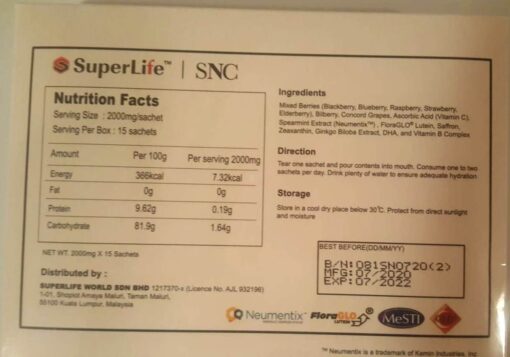 SuperLife™ | SNC
Nutrition Facts
Serving Size : 2000mg/sachet
Serving Per Box : 15 sachets
Amount Per 100g Per serving 2000mg
Energy 366kcal 7.32kcal
Fat 0g 0g
Protein 9.62g 0.19g
Carbohydrate 81.9g 1.64g
NET WT. 2000mg X 15 Sachets
Distributed by :
SUPERLIFE WORLD SDN BHD 1217370-x (Licence No. AJL 932196)
1-01, Shoplot Amaya Maluri, Taman Maluri,
55100 Kuala Lumpur, Malaysia
Ingredients
Mixed Berries (Blackberry, Blueberry, Raspberry, Strawberry,
Elderberry), Bilberry, Concord Grapes, Ascorbic Acid (Vitamin C),
Spearmint Extract (Neumentix™), FloraGLO® Lutein, Saffron,
Zeaxanthin, Ginkgo Biloba Extract, DHA, and Vitamin B Complex
Direction
Tear one sachet and pour contents into mouth. Consume one to two
sachets per day. Drink plenty of water to ensure adequate hydration
Storage
Store in a cool dry place below 30°C. Protect from direct sunlight
and moisture
BEST BEFORE(DD/MM/YY)
B/N:081SN0720(2)
MFG:07/2020
EXP:07/2022
Neumentix™
FloraGLO®
LUTEIN
MeSTI
™ Neumentix is a trademark of Kemin Industries, Inc.